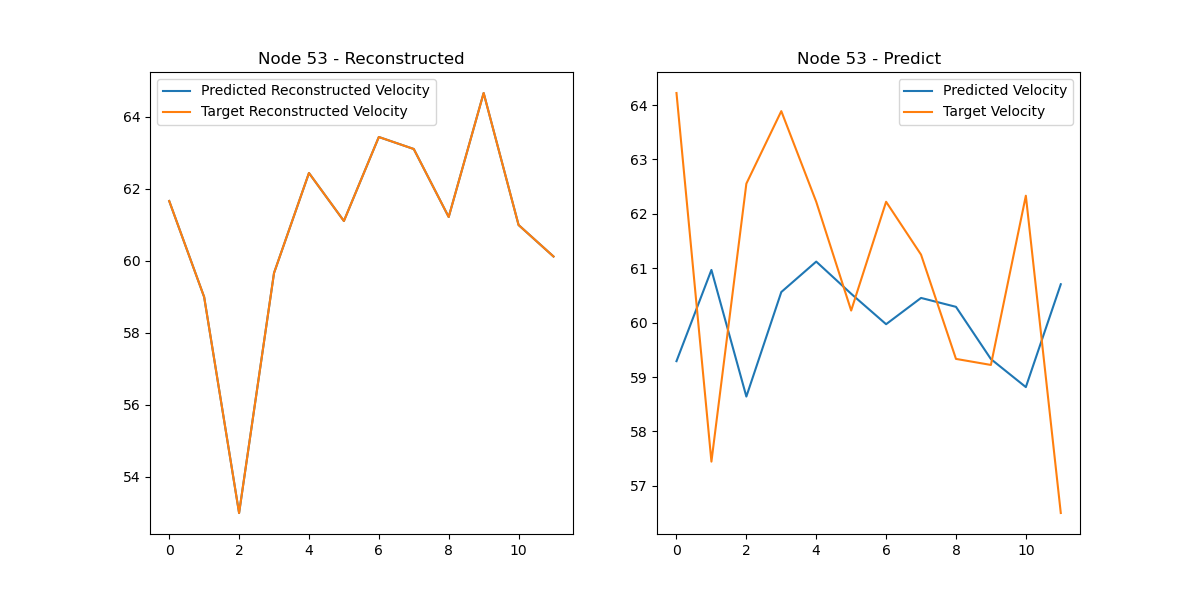 Node 53 - Reconstructed
Predicted Reconstructed Velocity
Target Reconstructed Velocity
64
62
60
58
56
54
0 2 4 6 8 10
Node 53 - Predict
Predicted Velocity
Target Velocity
64
63
62
61
60
59
58
57
0 2 4 6 8 10